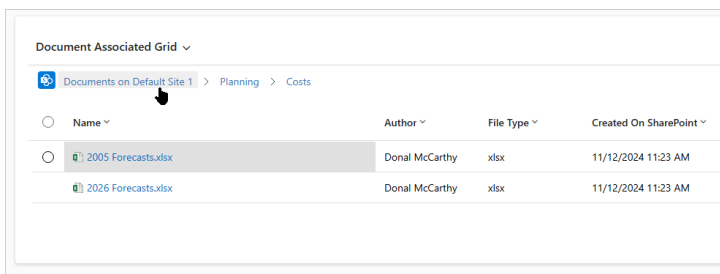 Document Associated Grid
Documents on Default Site 1 > Planning > Costs
Name Author File Type Created On SharePoint
2005 Forecasts.xlsx Donal McCarthy xlsx 11/12/2024 11:23 AM
2026 Forecasts.xlsx Donal McCarthy xlsx 11/12/2024 11:23 AM